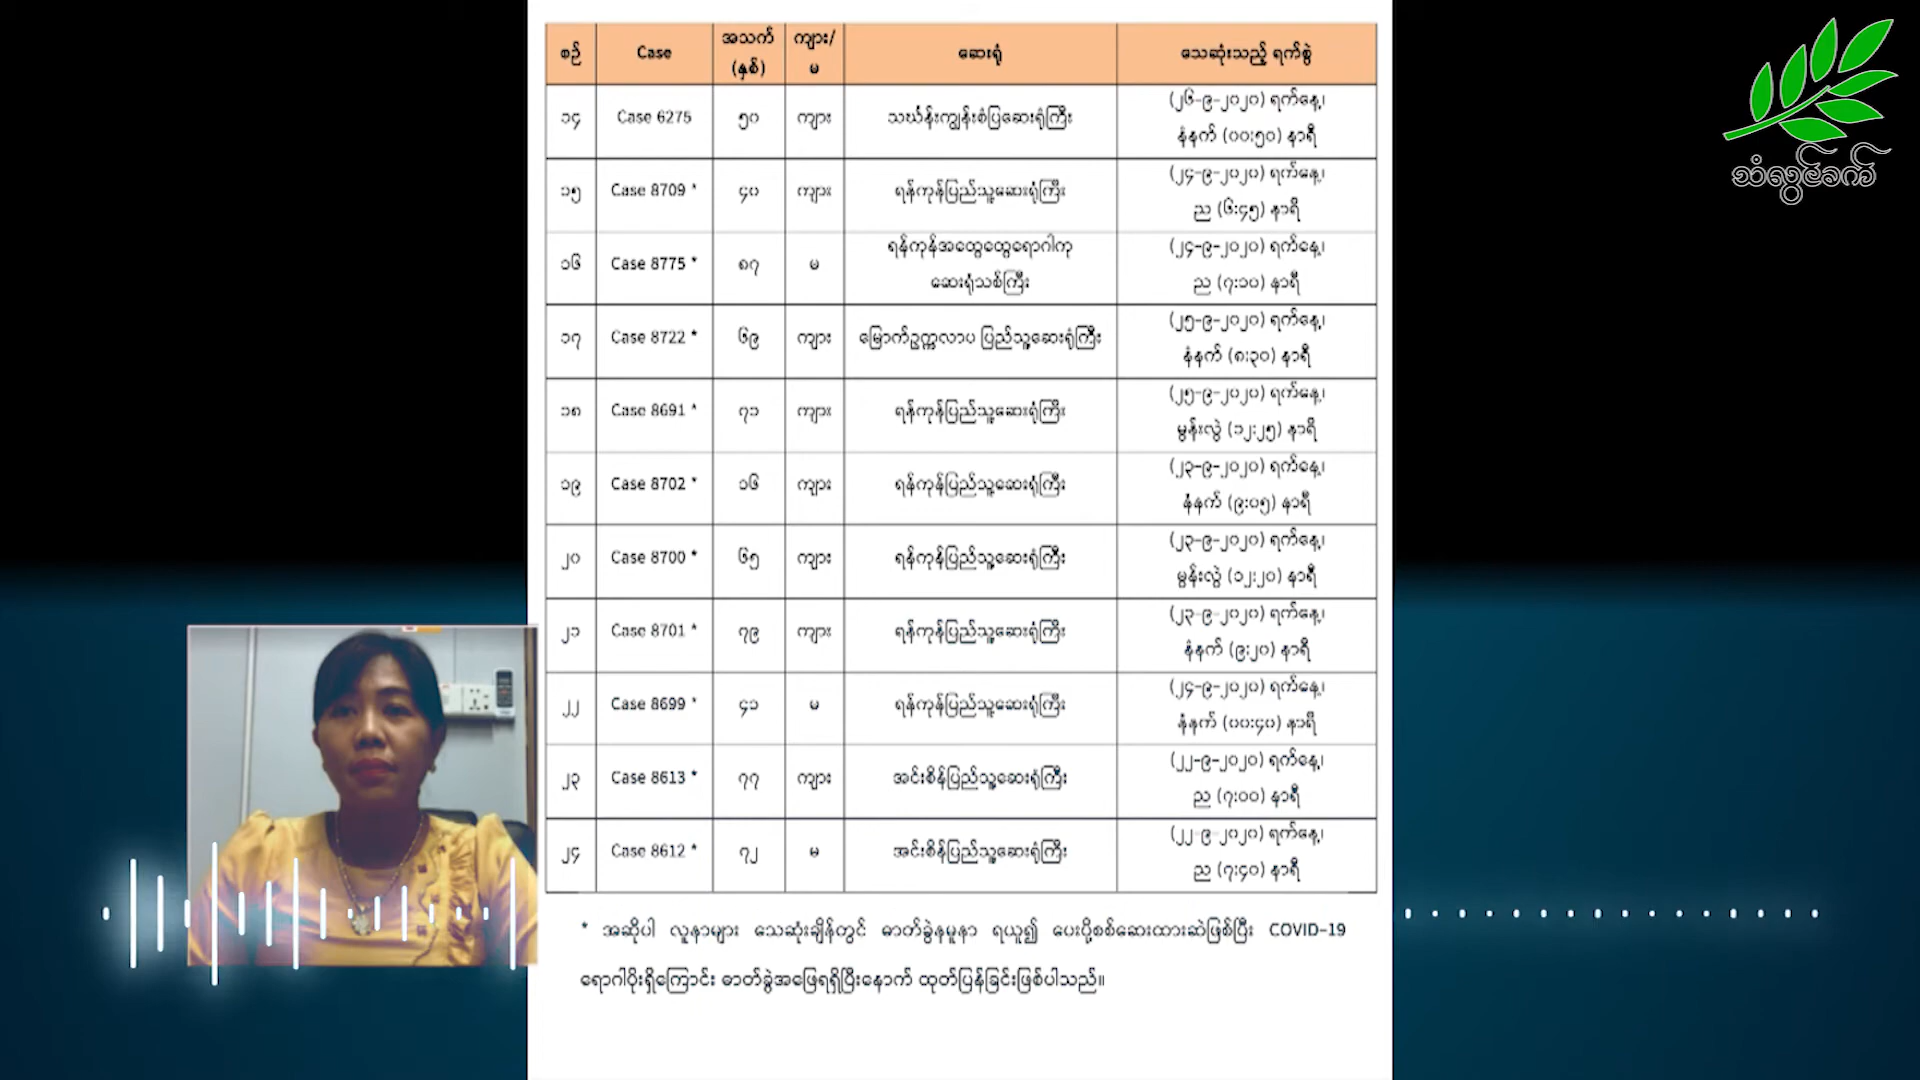 စဉ် Case အသက် (နှစ်) ကျား/မ ဆေးရုံ သေဆုံးသည့် ရက်စွဲ
၁၄ Case 6275 ၅၀ ကျား သင်္ဃန်းကျွန်းစံပြဆေးရုံကြီး (၂၆-၉-၂၀၂၀) ရက်နေ့၊ နံနက် (၀၀:၅၀) နာရီ
၁၅ Case 8709 * ၄၀ ကျား ရန်ကုန်ပြည်သူ့ဆေးရုံကြီး (၂၄-၉-၂၀၂၀) ရက်နေ့၊ ည (၆:၄၅) နာရီ
၁၆ Case 8775 * ၈၇ မ ရန်ကုန်အထွေထွေရောဂါကု ဆေးရုံသစ်ကြီး (၂၄-၉-၂၀၂၀) ရက်နေ့၊ ည (၇:၁၀) နာရီ
၁၇ Case 8722 * ၆၉ ကျား မြောက်ဥက္ကလာပ ပြည်သူ့ဆေးရုံကြီး (၂၅-၉-၂၀၂၀) ရက်နေ့၊ နံနက် (၈:၃၀) နာရီ
၁၈ Case 8691 * ၇၁ ကျား ရန်ကုန်ပြည်သူ့ဆေးရုံကြီး (၂၅-၉-၂၀၂၀) ရက်နေ့၊ မွန်းလွဲ (၁၂:၂၅) နာရီ
၁၉ Case 8702 * ၁၆ ကျား ရန်ကုန်ပြည်သူ့ဆေးရုံကြီး (၂၃-၉-၂၀၂၀) ရက်နေ့၊ နံနက် (၉:၀၅) နာရီ
၂၀ Case 8700 * ၆၅ ကျား ရန်ကုန်ပြည်သူ့ဆေးရုံကြီး (၂၃-၉-၂၀၂၀) ရက်နေ့၊ မွန်းလွဲ (၁၂:၂၀) နာရီ
၂၁ Case 8701 * ၇၉ ကျား ရန်ကုန်ပြည်သူ့ဆေးရုံကြီး (၂၃-၉-၂၀၂၀) ရက်နေ့၊ နံနက် (၉:၂၀) နာရီ
၂၂ Case 8699 * ၄၁ မ ရန်ကုန်ပြည်သူ့ဆေးရုံကြီး (၂၄-၉-၂၀၂၀) ရက်နေ့၊ နံနက် (၀၀:၄၀) နာရီ
၂၃ Case 8613 * ၇၇ ကျား အင်းစိန်ပြည်သူ့ဆေးရုံကြီး (၂၂-၉-၂၀၂၀) ရက်နေ့၊ ည (၇:၀၀) နာရီ
၂၄ Case 8612 * ၇၂ မ အင်းစိန်ပြည်သူ့ဆေးရုံကြီး (၂၂-၉-၂၀၂၀) ရက်နေ့၊ ည (၇:၄၀) နာရီ
* အဆိုပါ လူနာများ သေဆုံးချိန်တွင် ဓာတ်ခွဲနမူနာ ရယူ၍ ပေးပို့စစ်ဆေးထားဆဲဖြစ်ပြီး COVID-19
ရောဂါပိုးရှိကြောင်း ဓာတ်ခွဲအဖြေရရှိပြီးနောက် ထုတ်ပြန်ခြင်းဖြစ်ပါသည်။
သံလွင်ခက်